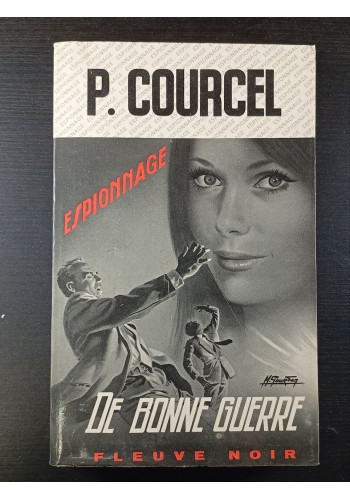 P. COURCEL
ESPIONNAGE
DE BONNE GUERRE
FLEUVE NOIR